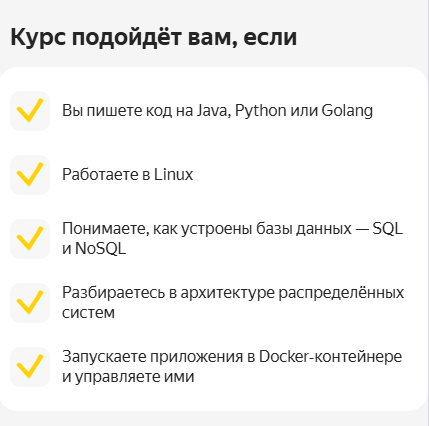 Курс подойдёт вам, если
Вы пишете код на Java, Python или Golang
Работаете в Linux
Понимаете, как устроены базы данных — SQL
и NoSQL
Разбираетесь в архитектуре распределённых
систем
Запускаете приложения в Docker-контейнере
и управляете ими